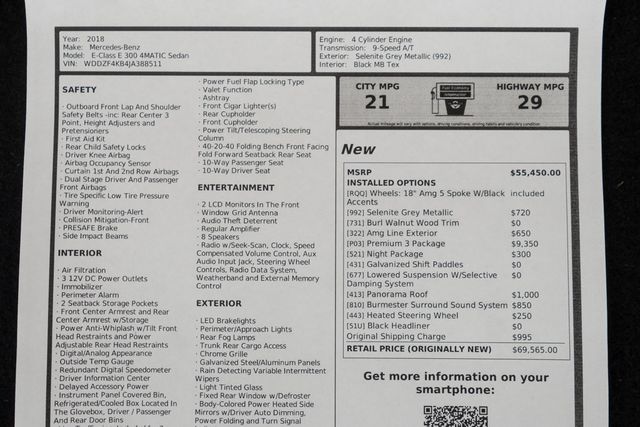 Year: 2018
Make: Mercedes-Benz
Model: E-Class E 300 4MATIC Sedan
VIN: WDDZF4KB4JA388511
Engine: 4 Cylinder Engine
Transmission: 9-Speed A/T
Exterior: Selenite Grey Metallic (992)
Interior: Black MB Tex
SAFETY
· Outboard Front Lap And Shoulder
Safety Belts -inc: Rear Center 3
Point, Height Adjusters and
Pretensioners
· First Aid Kit
· Rear Child Safety Locks
· Driver Knee Airbag
· Airbag Occupancy Sensor
· Curtain 1st And 2nd Row Airbags
· Dual Stage Driver And Passenger
Front Airbags
· Tire Specific Low Tire Pressure
Warning
· Driver Monitoring-Alert
· Collision Mitigation-Front
· PRESAFE Brake
· Side Impact Beams
INTERIOR
· Air Filtration
· 3 12V DC Power Outlets
· Immobilizer
· Perimeter Alarm
· 2 Seatback Storage Pockets
· Front Center Armrest and Rear
Center Armrest w/Storage
· Power Anti-Whiplash w/Tilt Front
Head Restraints and Power
Adjustable Rear Head Restraints
· Digital/Analog Appearance
· Outside Temp Gauge
· Redundant Digital Speedometer
· Driver Information Center
· Delayed Accessory Power
· Instrument Panel Covered Bin,
Refrigerated/Cooled Box Located In
The Glovebox, Driver / Passenger
And Rear Door Bins
· Power Fuel Flap Locking Type
· Valet Function
· Ashtray
· Front Cigar Lighter(s)
· Rear Cupholder
· Front Cupholder
· Power Tilt/Telescoping Steering
Column
· 40-20-40 Folding Bench Front Facing
Fold Forward Seatback Rear Seat
· 10-Way Passenger Seat
· 10-Way Driver Seat
ENTERTAINMENT
· 2 LCD Monitors In The Front
· Window Grid Antenna
· Audio Theft Deterrent
· Regular Amplifier
· 8 Speakers
· Radio w/Seek-Scan, Clock, Speed
Compensated Volume Control, Aux
Audio Input Jack, Steering Wheel
Controls, Radio Data System,
Weatherband and External Memory
Control
EXTERIOR
· LED Brakelights
· Perimeter/Approach Lights
· Rear Fog Lamps
· Trunk Rear Cargo Access
· Chrome Grille
· Galvanized Steel/Aluminum Panels
· Rain Detecting Variable Intermittent
Wipers
· Light Tinted Glass
· Fixed Rear Window w/Defroster
· Body-Colored Power Heated Side
Mirrors w/Driver Auto Dimming,
Power Folding and Turn Signal
CITY MPG
21
Fuel Economy
Information
HIGHWAY MPG
29
Actual mileage will vary with options, driving conditions, driving habits and vehicle's condition
New
MSRP $55,450.00
INSTALLED OPTIONS
[RQQ] Wheels: 18" Amg 5 Spoke W/Black included
Accents
[992] Selenite Grey Metallic $720
[731] Burl Walnut Wood Trim $0
[322] Amg Line Exterior $650
[P03] Premium 3 Package $9,350
[521] Night Package $300
[431] Galvanized Shift Paddles $0
[677] Lowered Suspension W/Selective $0
Damping System
[413] Panorama Roof $1,000
[810] Burmester Surround Sound System $850
[443] Heated Steering Wheel $250
[51U] Black Headliner $0
Original Shipping Charge $995
RETAIL PRICE (ORIGINALLY NEW) $69,565.00
Get more information on your
smartphone: